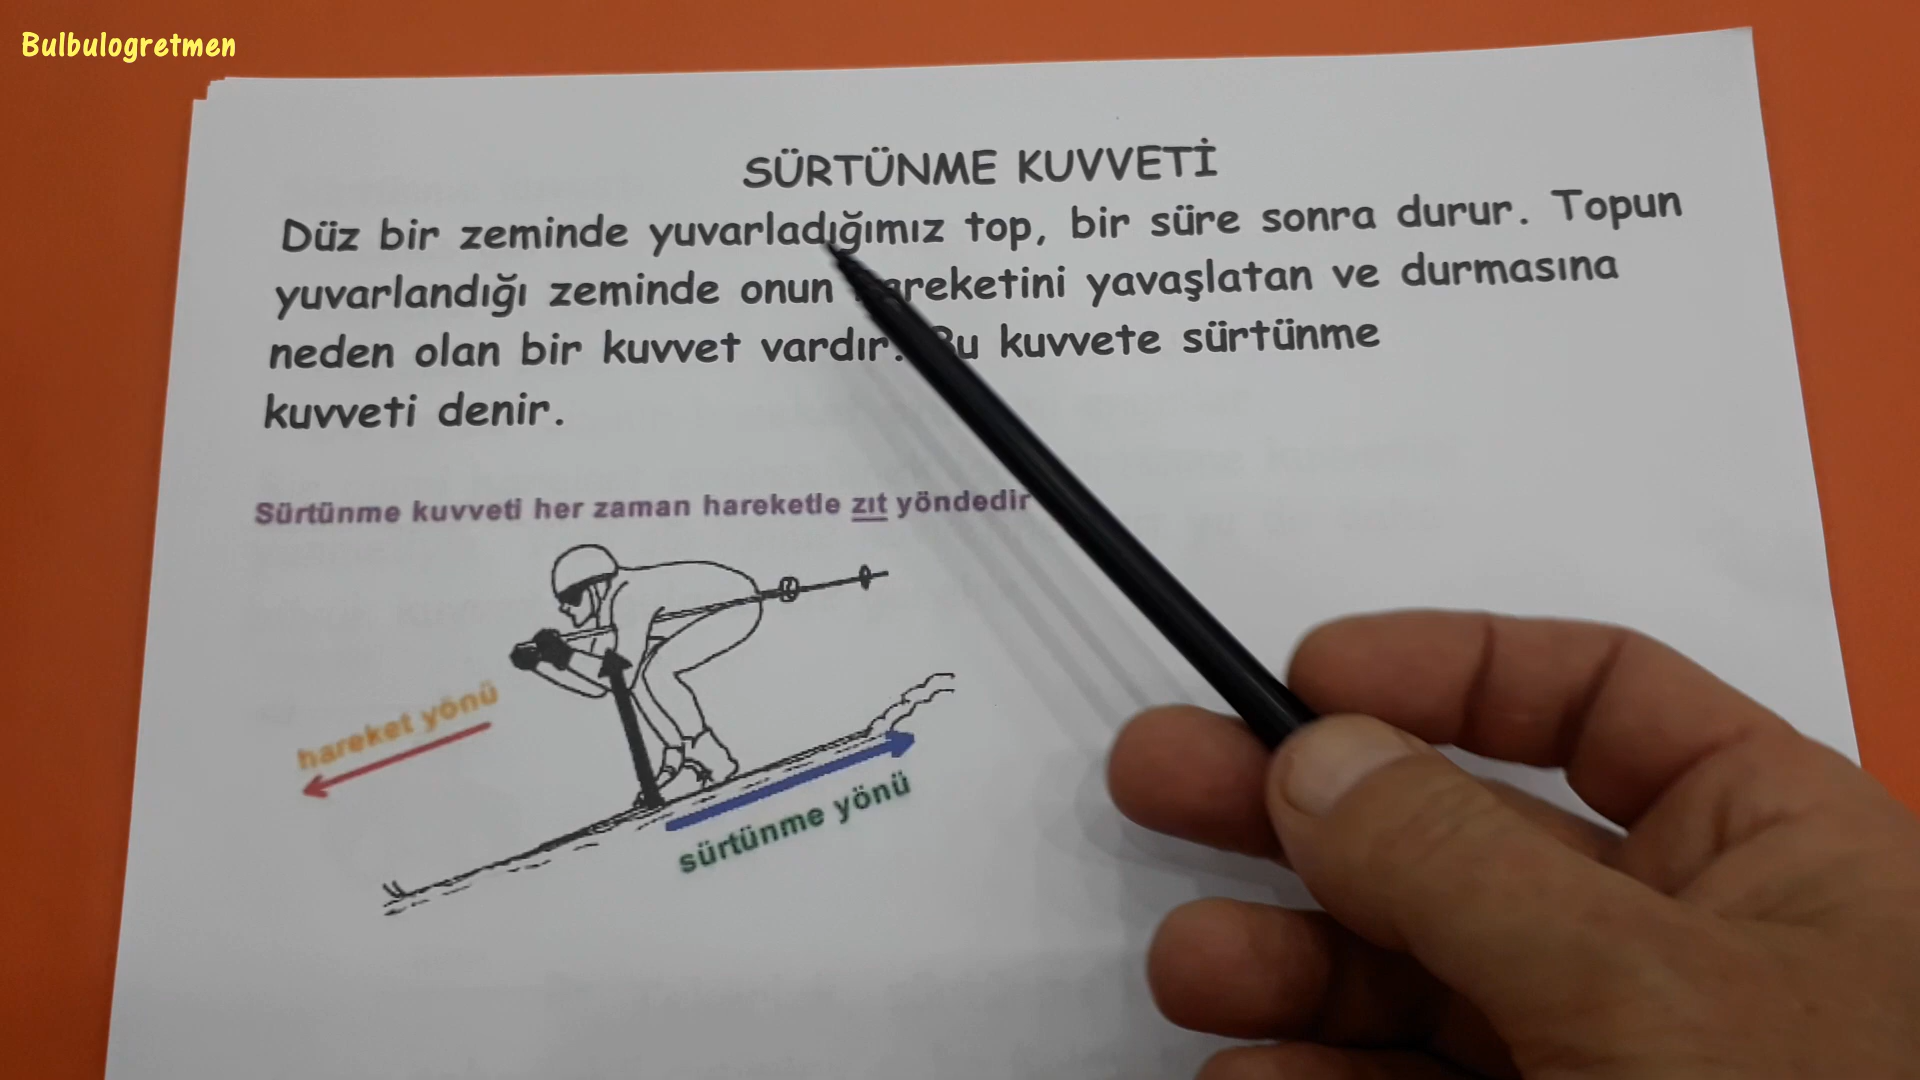 Bulbulogretmen
SÜRTÜNME KUVVETİ
Düz bir zeminde yuvarladığımız top, bir süre sonra durur. Topun
yuvarlandığı zeminde onun hareketini yavaşlatan ve durmasına
neden olan bir kuvvet vardır. Bu kuvvete sürtünme
kuvveti denir.
Sürtünme kuvveti her zaman hareketle zıt yöndedir
hareket yönü
sürtünme yönü